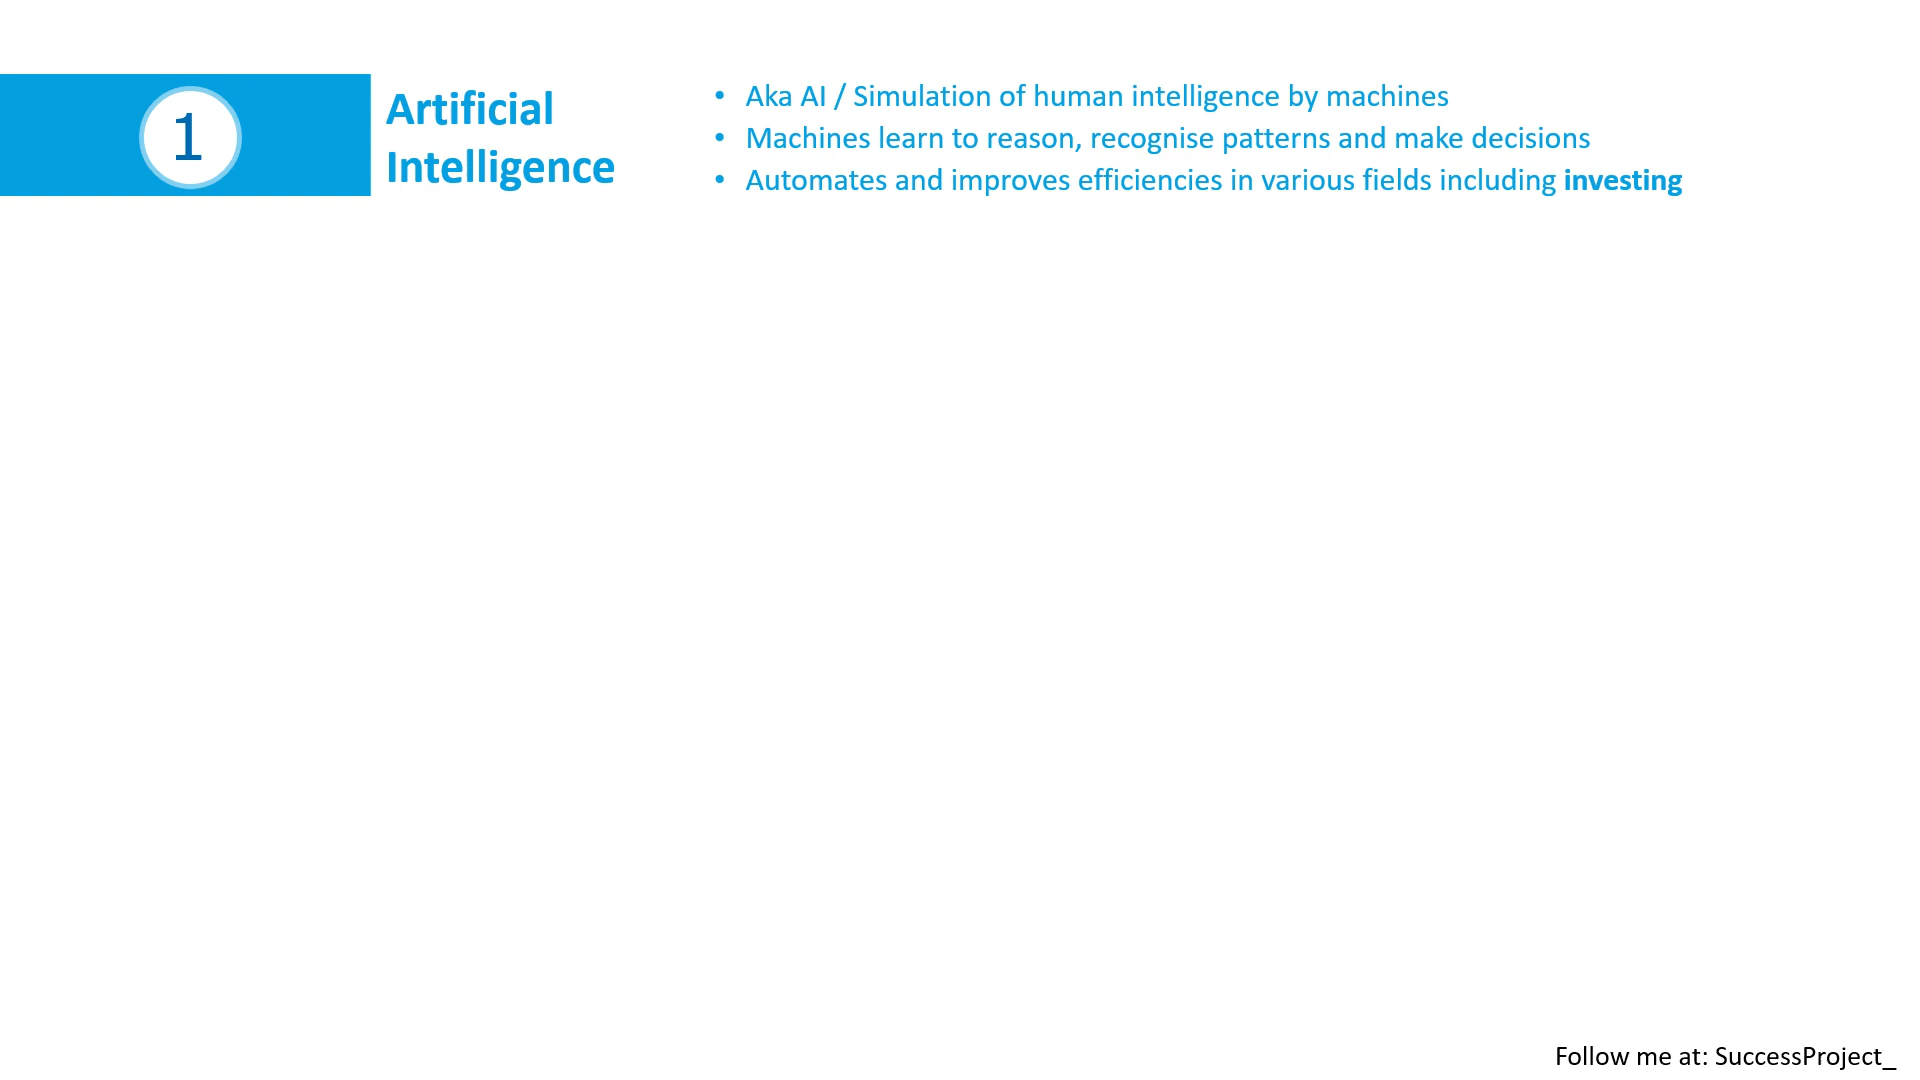 1
Artificial
Intelligence
• Aka AI / Simulation of human intelligence by machines
• Machines learn to reason, recognise patterns and make decisions
• Automates and improves efficiencies in various fields including investing
Follow me at: SuccessProject_